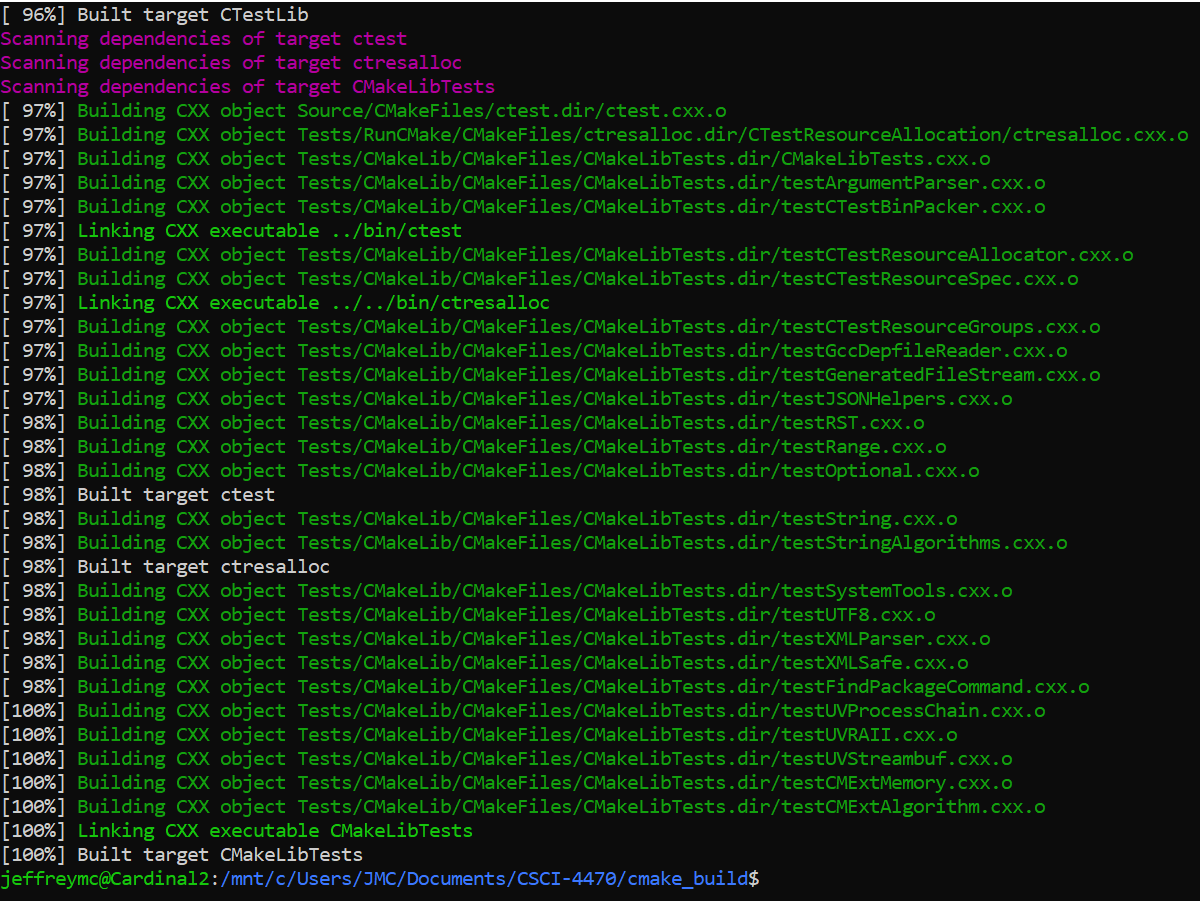 [ 96%] Built target CTestLib
Scanning dependencies of target ctest
Scanning dependencies of target ctresalloc
Scanning dependencies of target CMakeLibTests
[ 97%] Building CXX object Source/CMakeFiles/ctest.dir/ctest.cxx.o
[ 97%] Building CXX object Tests/RunCMake/CMakeFiles/ctresalloc.dir/CTestResourceAllocation/ctresalloc.cxx.o
[ 97%] Building CXX object Tests/CMakeLib/CMakeFiles/CMakeLibTests.dir/CMakeLibTests.cxx.o
[ 97%] Building CXX object Tests/CMakeLib/CMakeFiles/CMakeLibTests.dir/testArgumentParser.cxx.o
[ 97%] Building CXX object Tests/CMakeLib/CMakeFiles/CMakeLibTests.dir/testCTestBinPacker.cxx.o
[ 97%] Linking CXX executable ../bin/ctest
[ 97%] Building CXX object Tests/CMakeLib/CMakeFiles/CMakeLibTests.dir/testCTestResourceAllocator.cxx.o
[ 97%] Building CXX object Tests/CMakeLib/CMakeFiles/CMakeLibTests.dir/testCTestResourceSpec.cxx.o
[ 97%] Linking CXX executable ../../bin/ctresalloc
[ 97%] Building CXX object Tests/CMakeLib/CMakeFiles/CMakeLibTests.dir/testCTestResourceGroups.cxx.o
[ 97%] Building CXX object Tests/CMakeLib/CMakeFiles/CMakeLibTests.dir/testGccDepfileReader.cxx.o
[ 97%] Building CXX object Tests/CMakeLib/CMakeFiles/CMakeLibTests.dir/testGeneratedFileStream.cxx.o
[ 97%] Building CXX object Tests/CMakeLib/CMakeFiles/CMakeLibTests.dir/testJSONHelpers.cxx.o
[ 98%] Building CXX object Tests/CMakeLib/CMakeFiles/CMakeLibTests.dir/testRST.cxx.o
[ 98%] Building CXX object Tests/CMakeLib/CMakeFiles/CMakeLibTests.dir/testRange.cxx.o
[ 98%] Building CXX object Tests/CMakeLib/CMakeFiles/CMakeLibTests.dir/testOptional.cxx.o
[ 98%] Built target ctest
[ 98%] Building CXX object Tests/CMakeLib/CMakeFiles/CMakeLibTests.dir/testString.cxx.o
[ 98%] Building CXX object Tests/CMakeLib/CMakeFiles/CMakeLibTests.dir/testStringAlgorithms.cxx.o
[ 98%] Built target ctresalloc
[ 98%] Building CXX object Tests/CMakeLib/CMakeFiles/CMakeLibTests.dir/testSystemTools.cxx.o
[ 98%] Building CXX object Tests/CMakeLib/CMakeFiles/CMakeLibTests.dir/testUTF8.cxx.o
[ 98%] Building CXX object Tests/CMakeLib/CMakeFiles/CMakeLibTests.dir/testXMLParser.cxx.o
[ 98%] Building CXX object Tests/CMakeLib/CMakeFiles/CMakeLibTests.dir/testXMLSafe.cxx.o
[ 98%] Building CXX object Tests/CMakeLib/CMakeFiles/CMakeLibTests.dir/testFindPackageCommand.cxx.o
[100%] Building CXX object Tests/CMakeLib/CMakeFiles/CMakeLibTests.dir/testUVProcessChain.cxx.o
[100%] Building CXX object Tests/CMakeLib/CMakeFiles/CMakeLibTests.dir/testUVRAII.cxx.o
[100%] Building CXX object Tests/CMakeLib/CMakeFiles/CMakeLibTests.dir/testUVStreambuf.cxx.o
[100%] Building CXX object Tests/CMakeLib/CMakeFiles/CMakeLibTests.dir/testCMExtMemory.cxx.o
[100%] Building CXX object Tests/CMakeLib/CMakeFiles/CMakeLibTests.dir/testCMExtAlgorithm.cxx.o
[100%] Linking CXX executable CMakeLibTests
[100%] Built target CMakeLibTests
jeffreymc@Cardinal2:/mnt/c/Users/JMC/Documents/CSCI-4470/cmake_build$